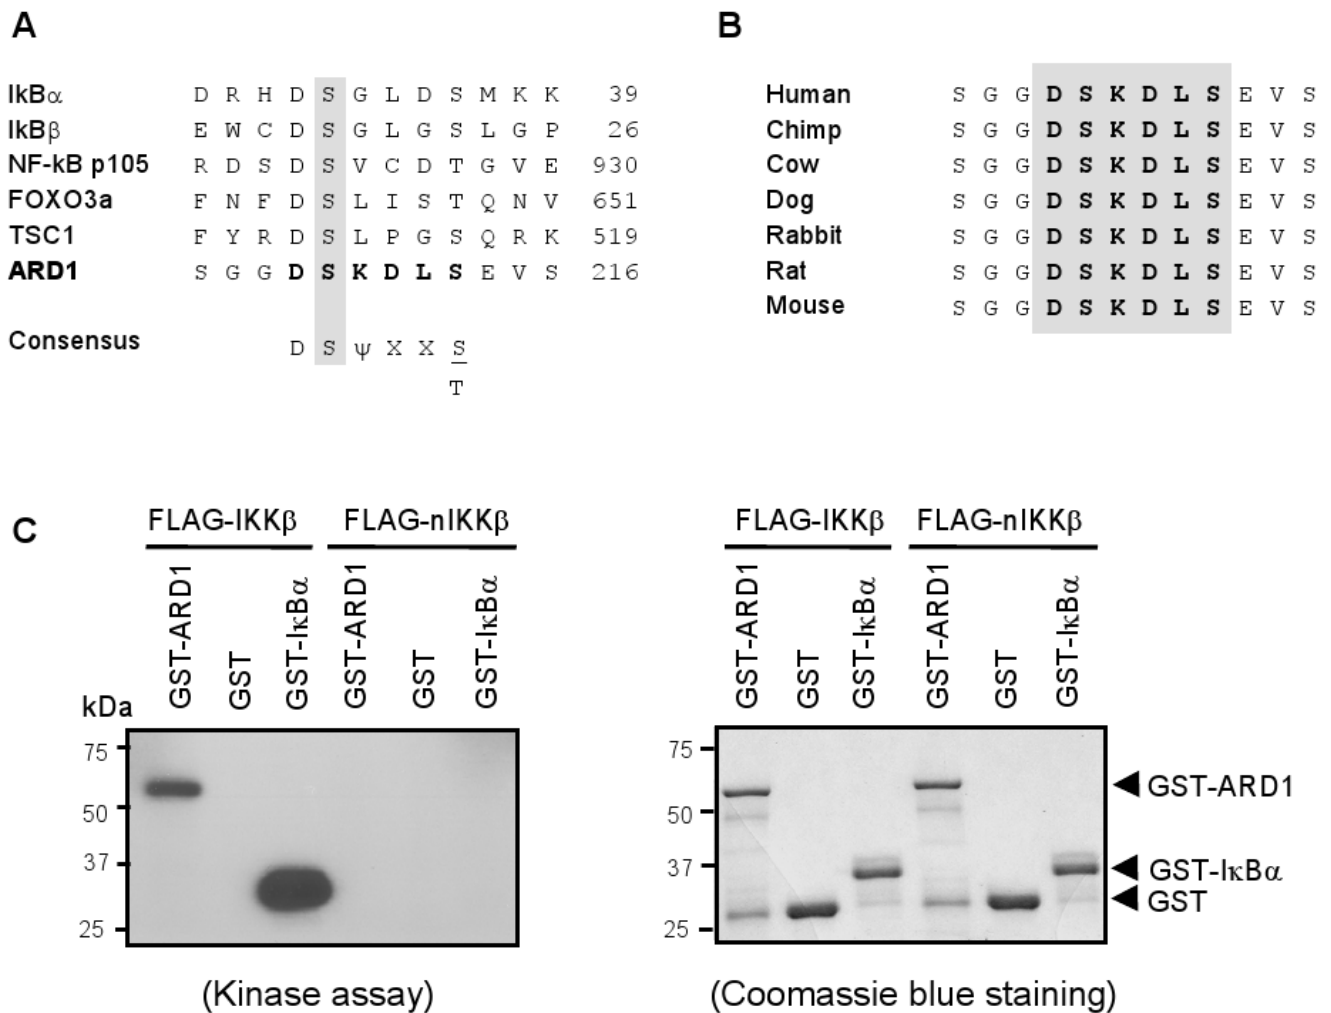 A
IkBα D R H D S G L D S M K K 39
IkBβ E W C D S G L G S L G P 26
NF-kB p105 R D S D S V C D T G V E 930
FOXO3a F N F D S L I S T Q N V 651
TSC1 F Y R D S L P G S Q R K 519
ARD1 S G G D S K D L S E V S 216
Consensus D S ψ X X S
T
B
Human S G G D S K D L S E V S
Chimp S G G D S K D L S E V S
Cow S G G D S K D L S E V S
Dog S G G D S K D L S E V S
Rabbit S G G D S K D L S E V S
Rat S G G D S K D L S E V S
Mouse S G G D S K D L S E V S
C
FLAG-IKKβ FLAG-nIKKβ
GST-ARD1 GST GST-IκBα GST-ARD1 GST GST-IκBα
kDa
75
50
37
25
(Kinase assay)
FLAG-IKKβ FLAG-nIKKβ
GST-ARD1 GST GST-IκBα GST-ARD1 GST GST-IκBα
75
50
37
25
GST-ARD1
GST-IκBα
GST
(Coomassie blue staining)